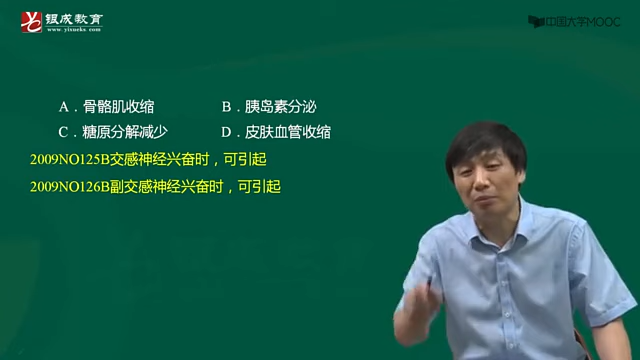 银成教育
www.yixueks.com
中国大学MOOC
A．骨骼肌收缩 B．胰岛素分泌
C．糖原分解减少 D．皮肤血管收缩
2009NO125B交感神经兴奋时，可引起
2009NO126B副交感神经兴奋时，可引起